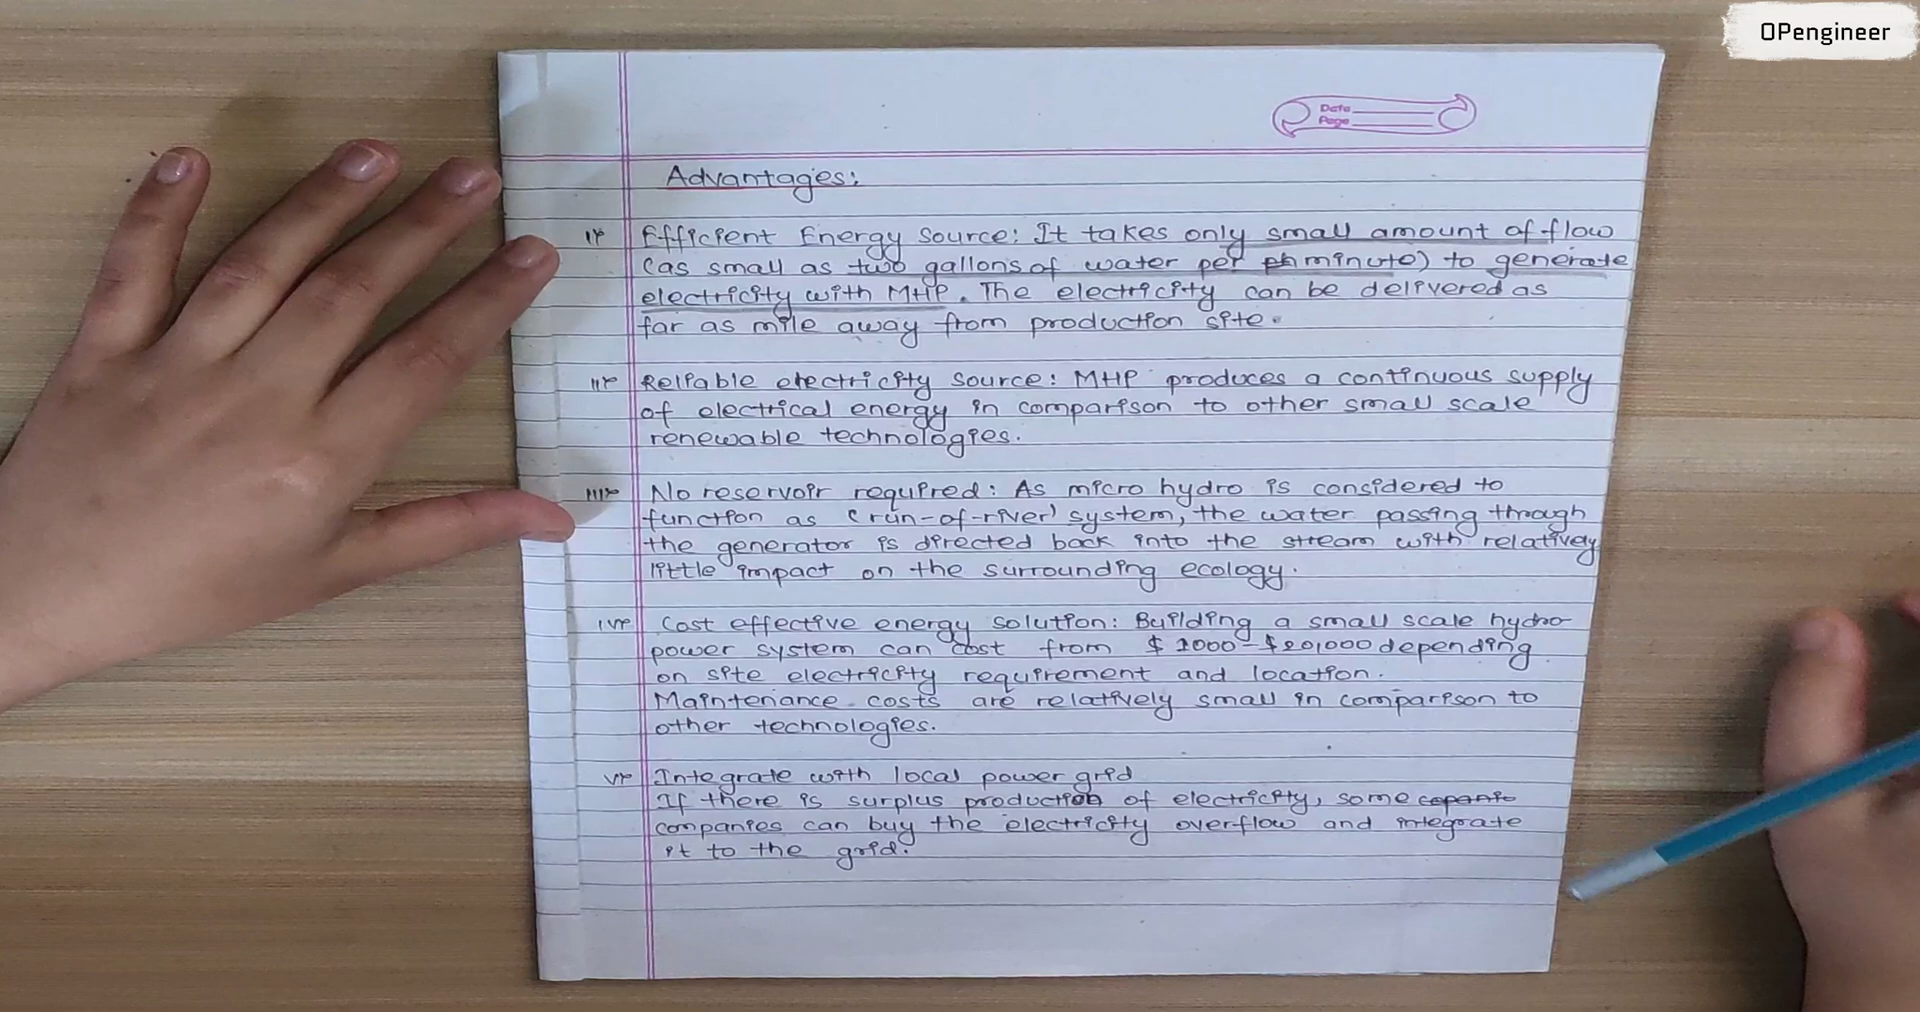 OPengineer
Date
Page
Advantages:
i) Efficient Energy Source: It takes only small amount of flow
(as small as two gallons of water per minute) to generate
electricity with MHP. The electricity can be delivered as
far as mile away from production site.
ii) Reliable electricity source: MHP produces a continuous supply
of electrical energy in comparison to other small scale
renewable technologies.
iii) No reservoir required: As micro hydro is considered to
function as (run-of-river) system, the water passing through
the generator is directed back into the stream with relatively
little impact on the surrounding ecology.
iv) Cost effective energy solution: Building a small scale hydro-
power system can cost from $ 1000-$20,000 depending
on site electricity requirement and location.
Maintenance costs are relatively small in comparison to
other technologies.
v) Integrate with local power grid
If there is surplus production of electricity, some
companies can buy the electricity overflow and integrate
it to the grid.